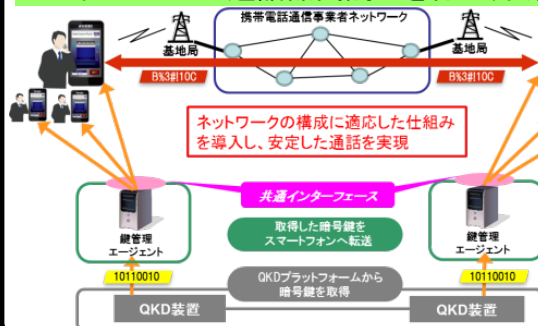 携帯電話通信事業者ネットワーク
基地局
基地局
B%3#I10C
B%3#I10C
ネットワークの構成に適応した仕組み
を導入し、安定した通話を実現
共通インターフェース
取得した暗号鍵を
スマートフォンへ転送
鍵管理
エージェント
鍵管理
エージェント
10110010
10110010
QKDプラットフォームから
暗号鍵を取得
QKD装置
QKD装置